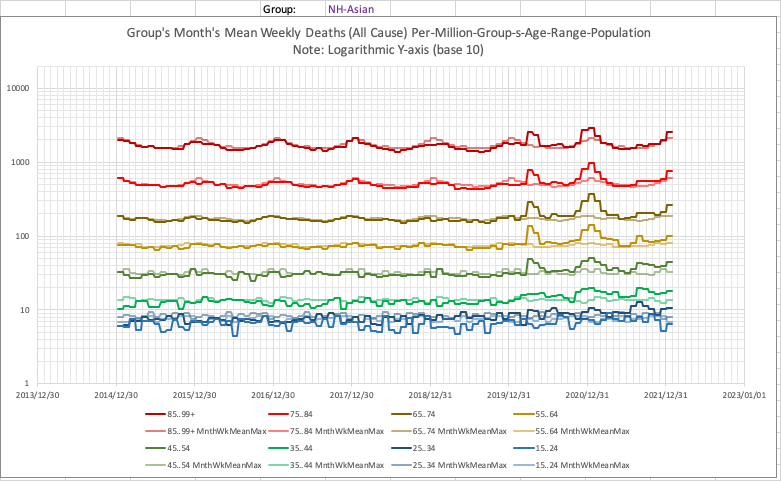 Group: NH-Asian
Group's Month's Mean Weekly Deaths (All Cause) Per-Million-Group-s-Age-Range-Population
Note: Logarithmic Y-axis (base 10)
10000
1000
100
10
1
2013/12/30 2014/12/30 2015/12/30 2016/12/30 2017/12/30 2018/12/31 2019/12/31 2020/12/31 2021/12/31 2023/01/01
85..99+ 75..84 65..74 55..64
85..99+ MnthWkMeanMax 75..84 MnthWkMeanMax 65..74 MnthWkMeanMax 55..64 MnthWkMeanMax
45..54 35..44 25..34 15..24
45..54 MnthWkMeanMax 35..44 MnthWkMeanMax 25..34 MnthWkMeanMax 15..24 MnthWkMeanMax